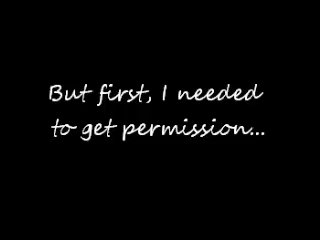 But first, I needed
to get permission...